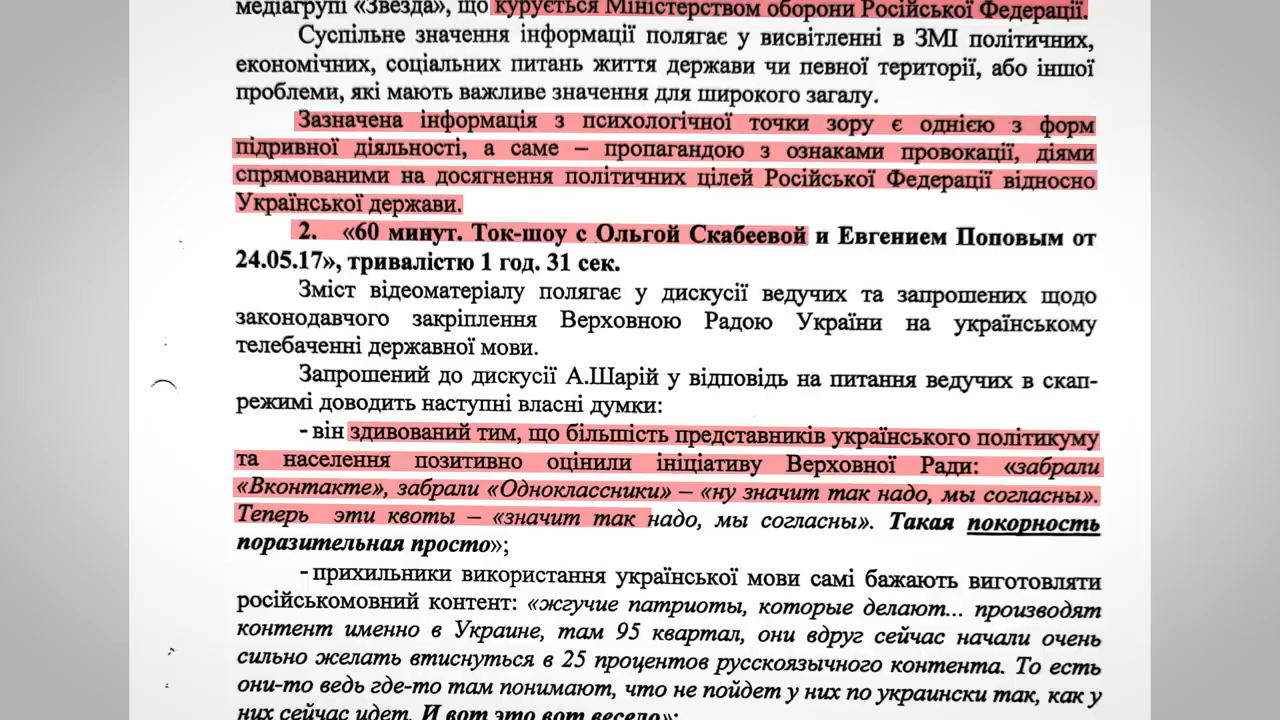 медіагрупі «Звезда», що курується Міністерством оборони Російської Федерації.
Суспільне значення інформації полягає у висвітленні в ЗМІ політичних,
економічних, соціальних питань життя держави чи певної території, або іншої
проблеми, які мають важливе значення для широкого загалу.
Зазначена інформація з психологічної точки зору є однією з форм
підривної діяльності, а саме – пропагандою з ознаками провокації, діями
спрямованими на досягнення політичних цілей Російської Федерації відносно
Української держави.
2. «60 минут. Ток-шоу с Ольгой Скабеевой и Евгением Поповым от
24.05.17», тривалістю 1 год. 31 сек.
Зміст відеоматеріалу полягає у дискусії ведучих та запрошених щодо
законодавчого закріплення Верховною Радою України на українському
телебаченні державної мови.
Запрошений до дискусії А.Шарій у відповідь на питання ведучих в скап-
режимі доводить наступні власні думки:
- він здивований тим, що більшість представників українського політикуму
та населення позитивно оцінили ініціативу Верховної Ради: «забрали
«Вконтакте», забрали «Одноклассники» – «ну значит так надо, мы согласны».
Теперь эти квоты – «значит так надо, мы согласны». Такая покорность
поразительная просто»;
- прихильники використання української мови самі бажають виготовляти
російськомовний контент: «жгучие патриоты, которые делают... производят
контент именно в Украине, там 95 квартал, они вдруг сейчас начали очень
сильно желать втиснуться в 25 процентов русскоязычного контента. То есть
они-то ведь где-то там понимают, что не пойдет у них по украински так, как у
них сейчас идет. И вот это вот весело»;